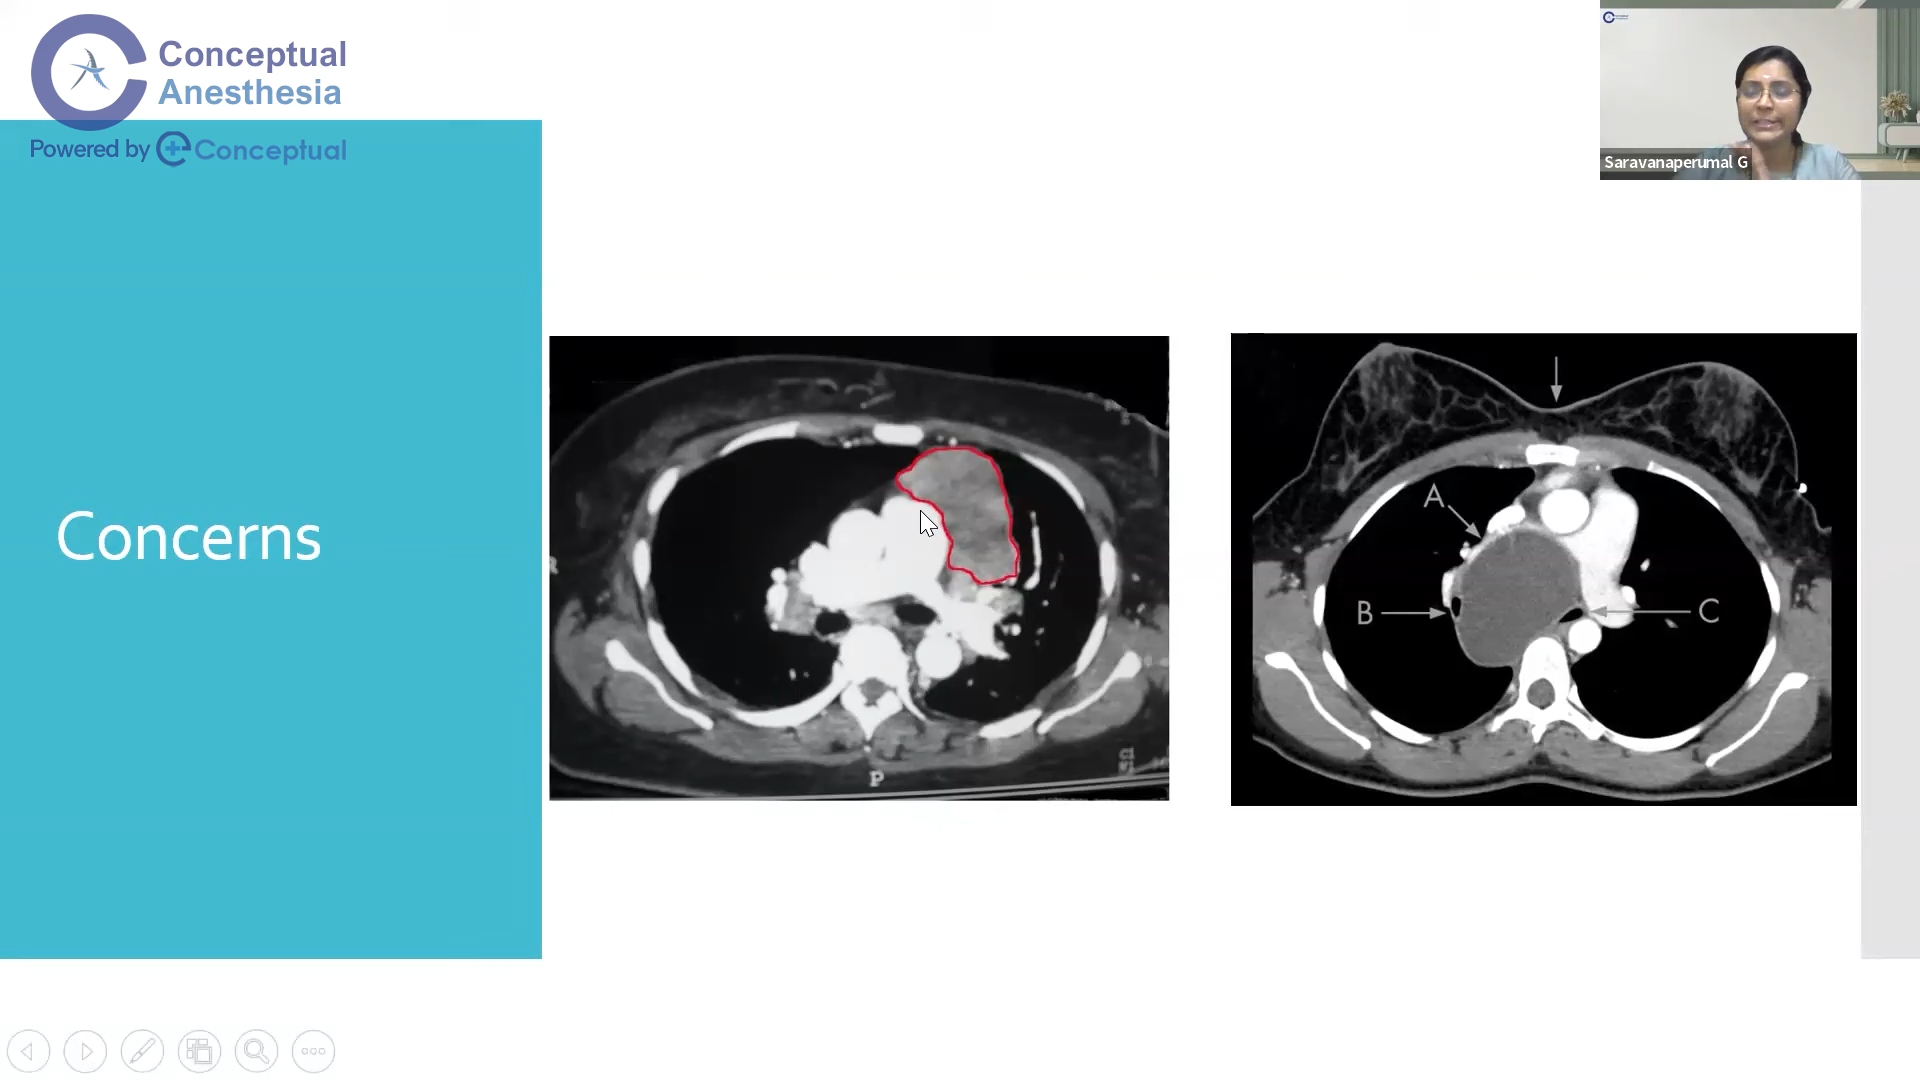 Conceptual
Anesthesia
Powered by Conceptual
Saravanaperumal G
Concerns
A
B
C
R
P